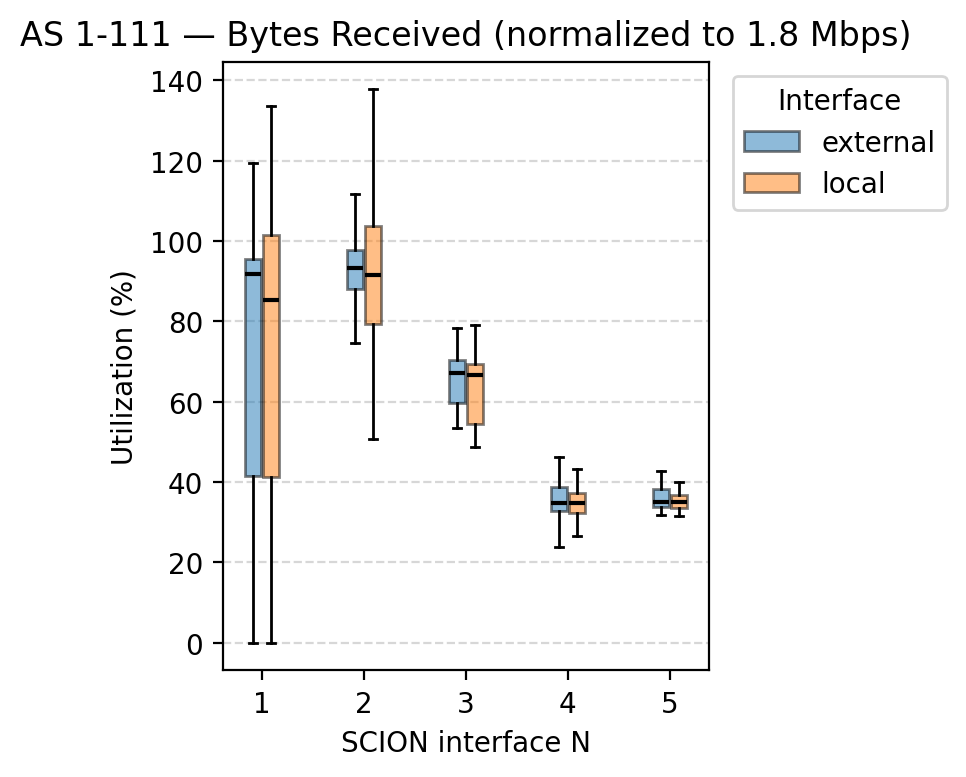 AS 1-111 — Bytes Received (normalized to 1.8 Mbps)
Interface
external
local
Utilization (%)
140
120
100
80
60
40
20
0
1 2 3 4 5
SCION interface N